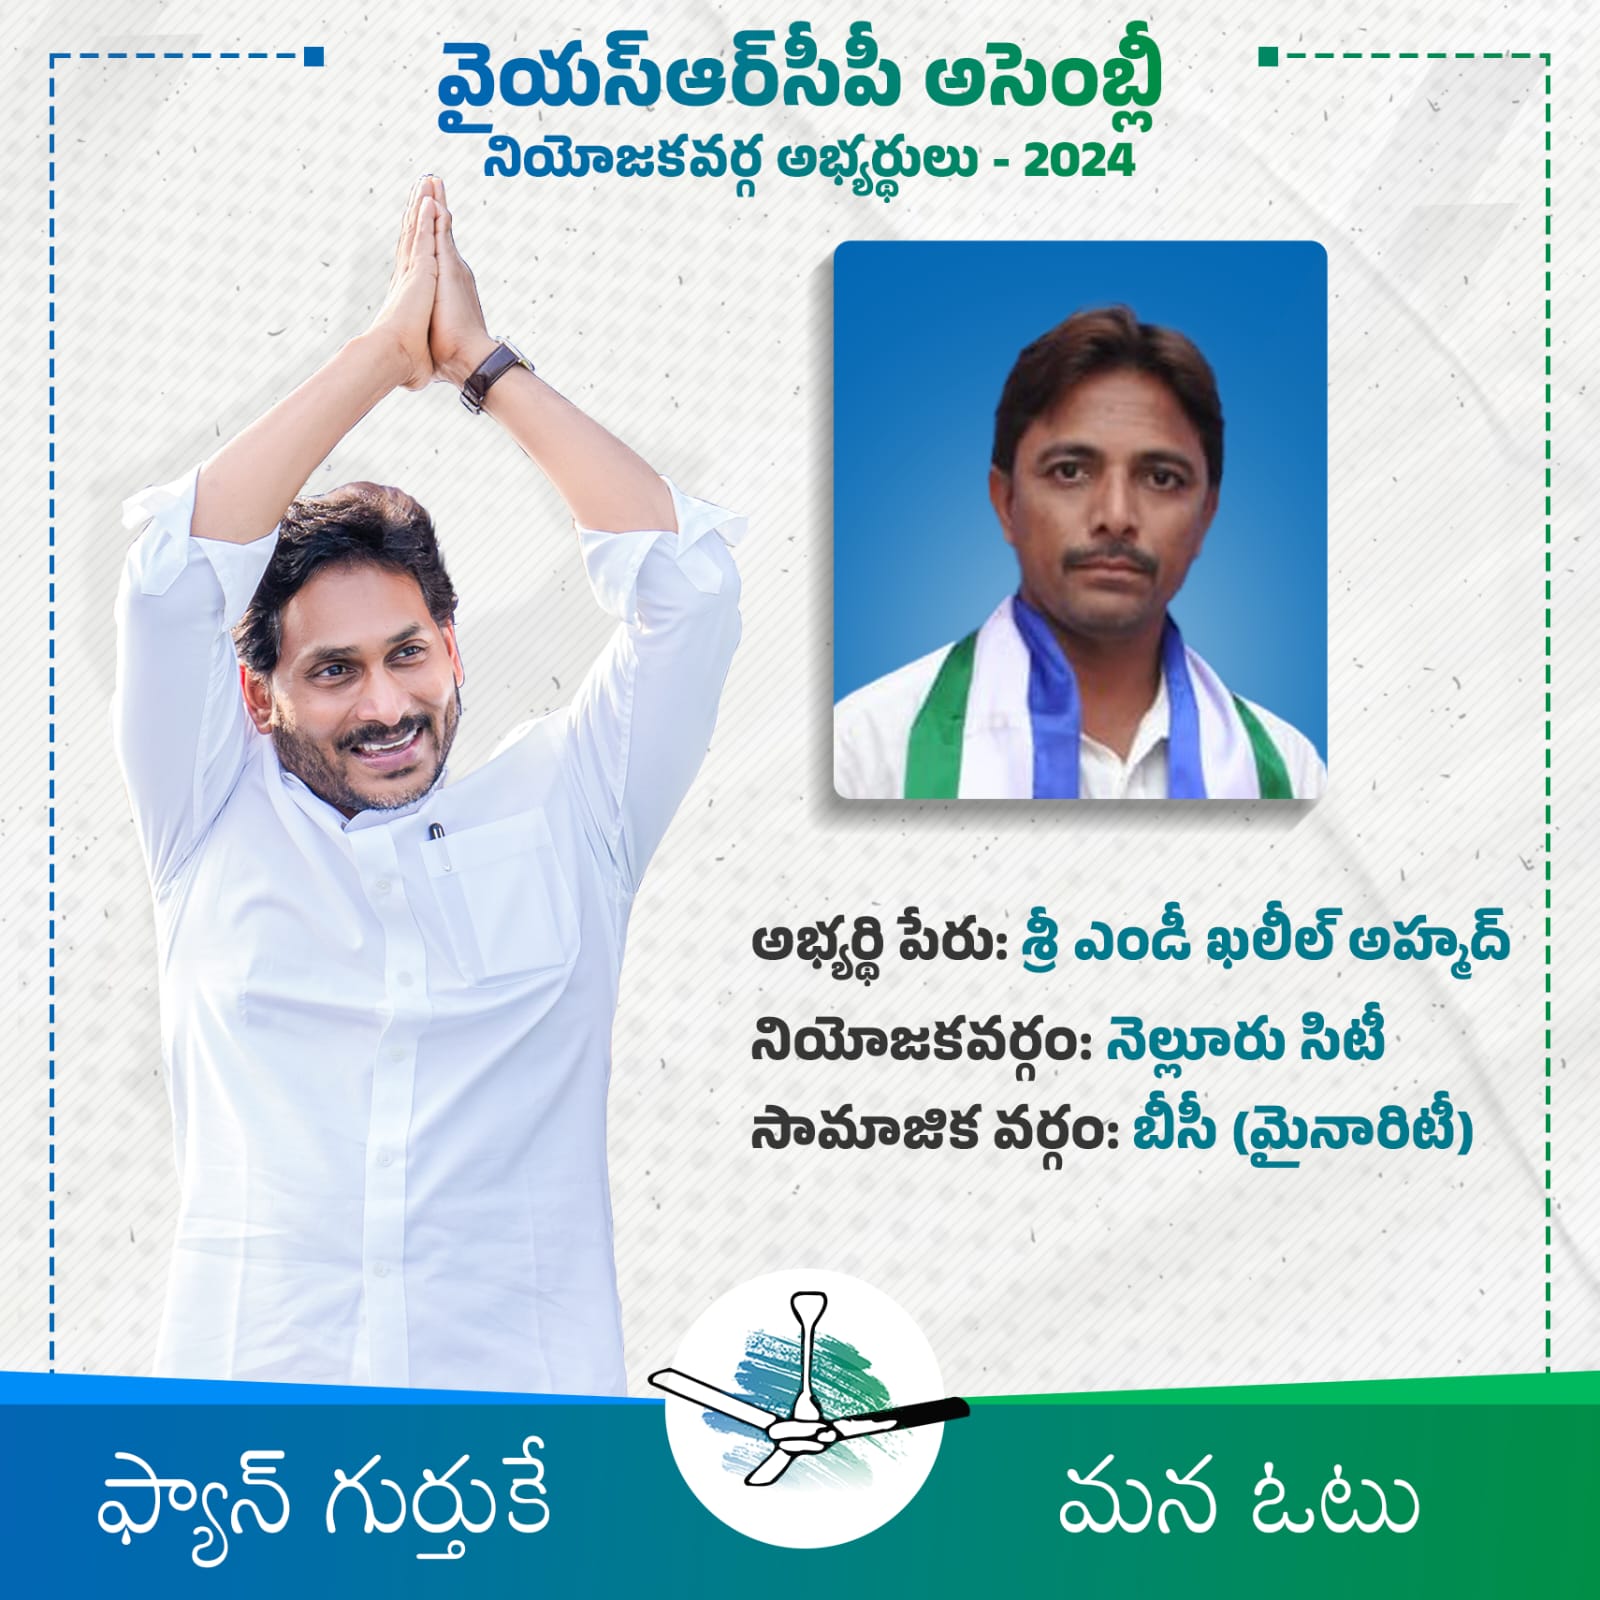 వైయస్ఆర్‌సీపీ అసెంబ్లీ
నియోజకవర్గ అభ్యర్థులు - 2024
అభ్యర్థి పేరు: శ్రీ ఎండీ ఖలీల్ అహ్మద్
నియోజకవర్గం: నెల్లూరు సిటీ
సామాజిక వర్గం: బీసీ (మైనారిటీ)
ఫ్యాన్ గుర్తుకే మన ఓటు